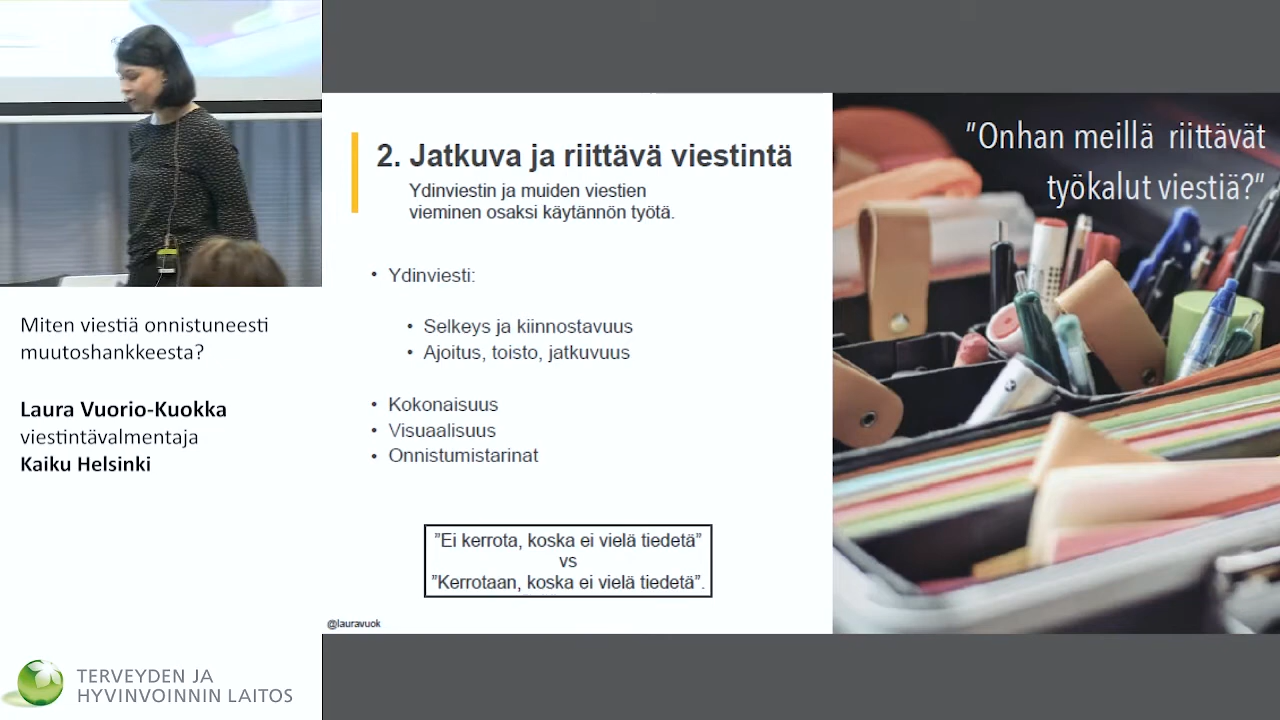 Miten viestiä onnistuneesti
muutoshankkeesta?
Laura Vuorio-Kuokka
viestintävalmentaja
Kaiku Helsinki
TERVEYDEN JA
HYVINVOINNIN LAITOS
2. Jatkuva ja riittävä viestintä
Ydinviestin ja muiden viestien
vieminen osaksi käytännön työtä.
• Ydinviesti:
• Selkeys ja kiinnostavuus
• Ajoitus, toisto, jatkuvuus
• Kokonaisuus
• Visuaalisuus
• Onnistumistarinat
”Ei kerrota, koska ei vielä tiedetä”
vs
”Kerrotaan, koska ei vielä tiedetä”.
@lauravuok
”Onhan meillä riittävät
työkalut viestiä?”